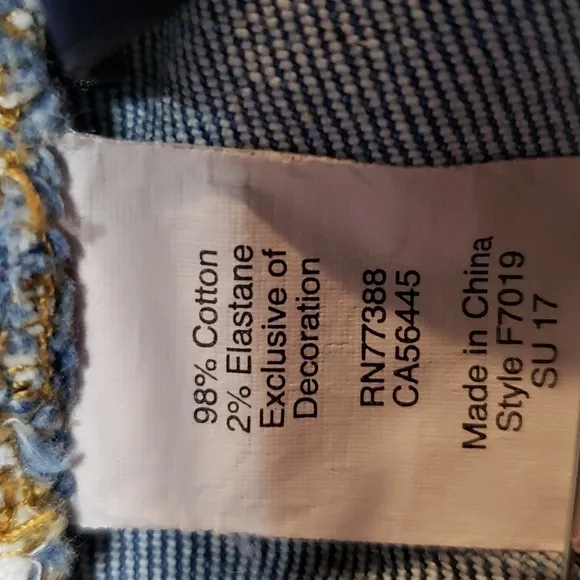 98% Cotton
2% Elastane
Exclusive of
Decoration
RN77388
CA56445
Made in China
Style F7019
SU 17